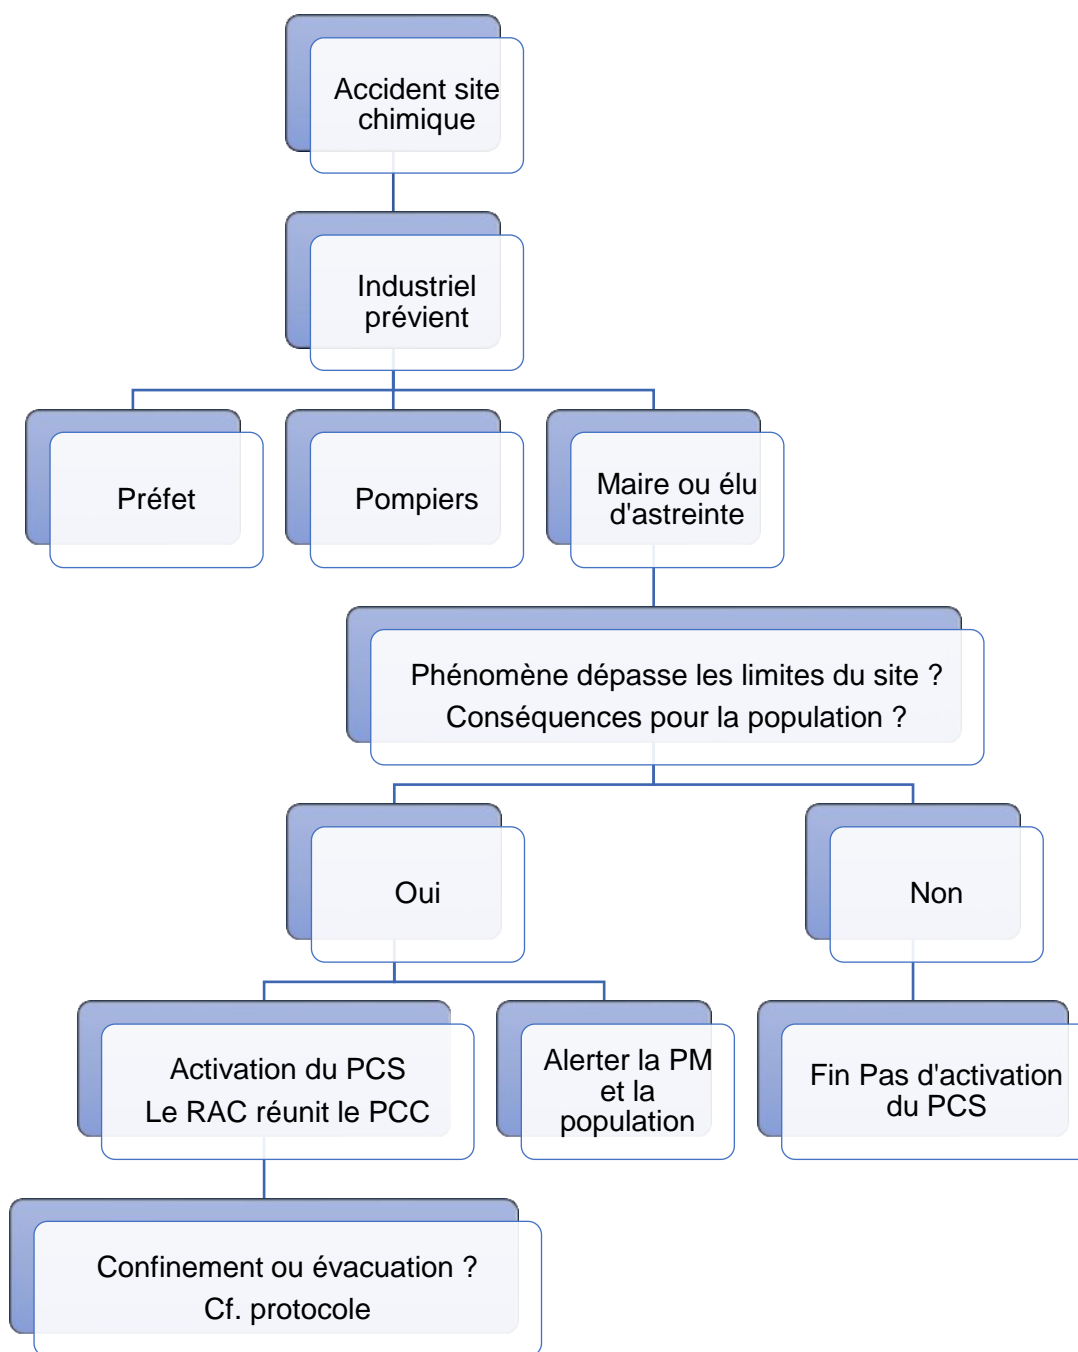 Accident site
chimique
Industriel
prévient
Préfet
Pompiers
Maire ou élu
d'astreinte
Phénomène dépasse les limites du site ?
Conséquences pour la population ?
Oui
Non
Activation du PCS
Le RAC réunit le PCC
Alerter la PM
et la
population
Fin Pas d'activation
du PCS
Confinement ou évacuation ?
Cf. protocole